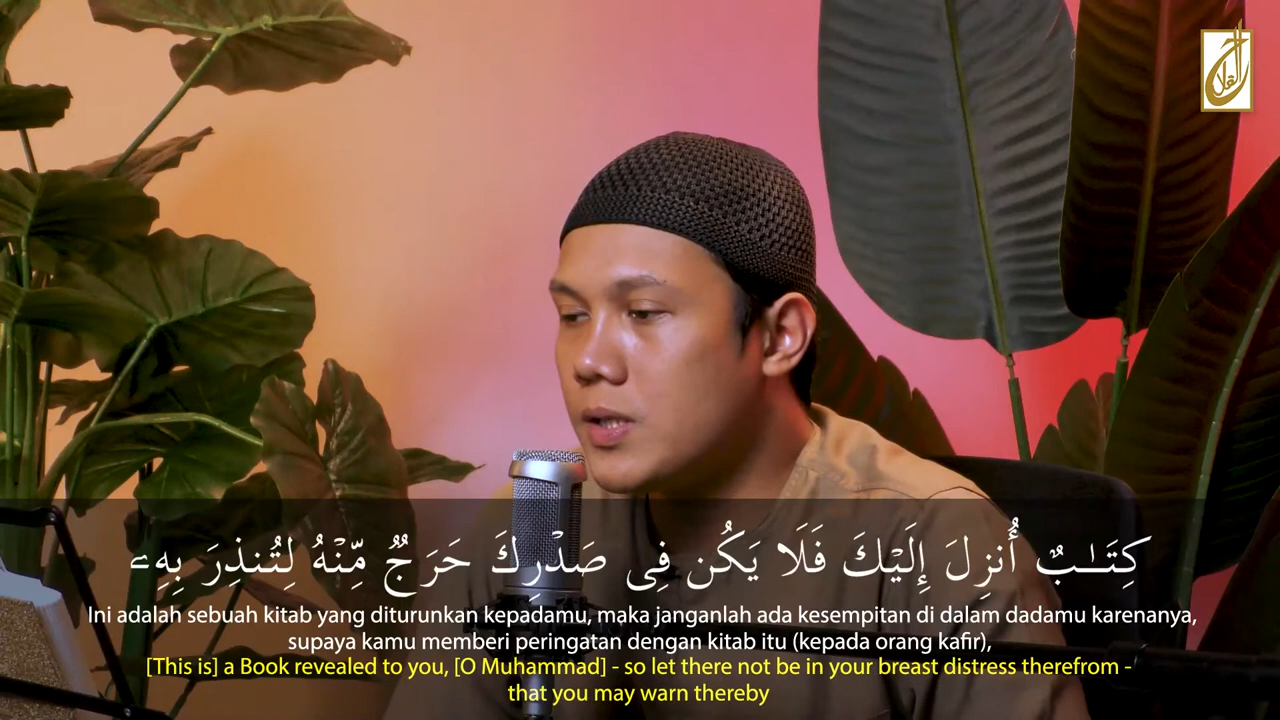 كِتَـٰبٌ أُنزِلَ إِلَيْكَ فَلَا يَكُن فِى صَدْرِكَ حَرَجٌ مِّنْهُ لِتُنذِرَ بِهِۦ
Ini adalah sebuah kitab yang diturunkan kepadamu, maka janganlah ada kesempitan di dalam dadamu karenanya,
supaya kamu memberi peringatan dengan kitab itu (kepada orang kafir),
[This is] a Book revealed to you, [O Muhammad] - so let there not be in your breast distress therefrom -
that you may warn thereby